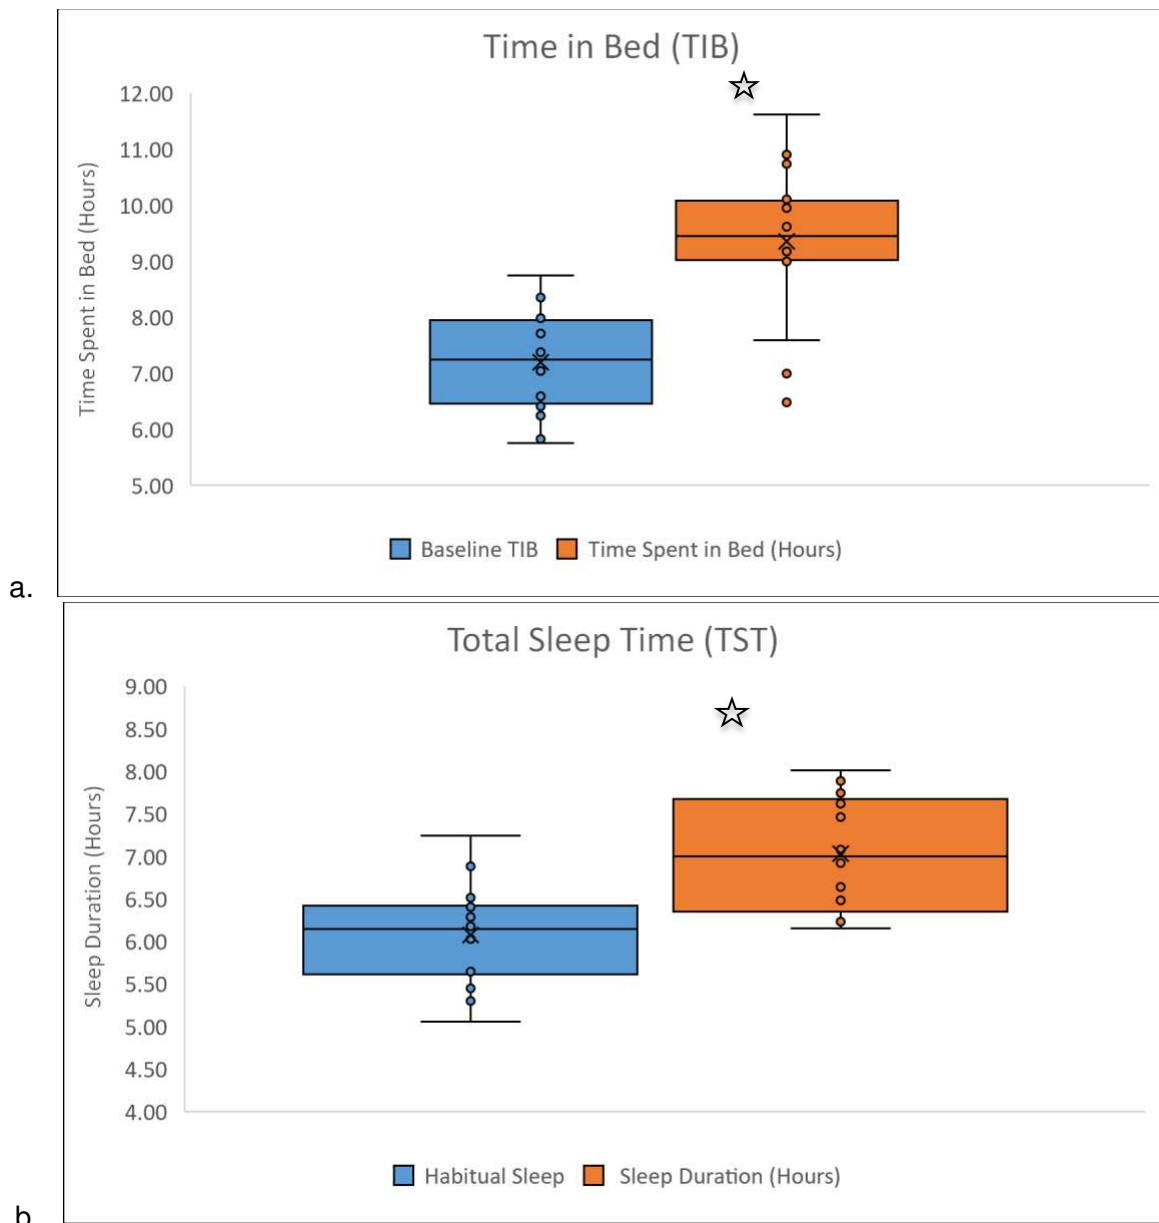 Time in Bed (TIB)
12.00
11.00
10.00
9.00
8.00
7.00
6.00
5.00
Time Spent in Bed (Hours)
Baseline TIB Time Spent in Bed (Hours)
a.
Total Sleep Time (TST)
9.00
8.50
8.00
7.50
7.00
6.50
6.00
5.50
5.00
4.50
4.00
Sleep Duration (Hours)
Habitual Sleep Sleep Duration (Hours)
b